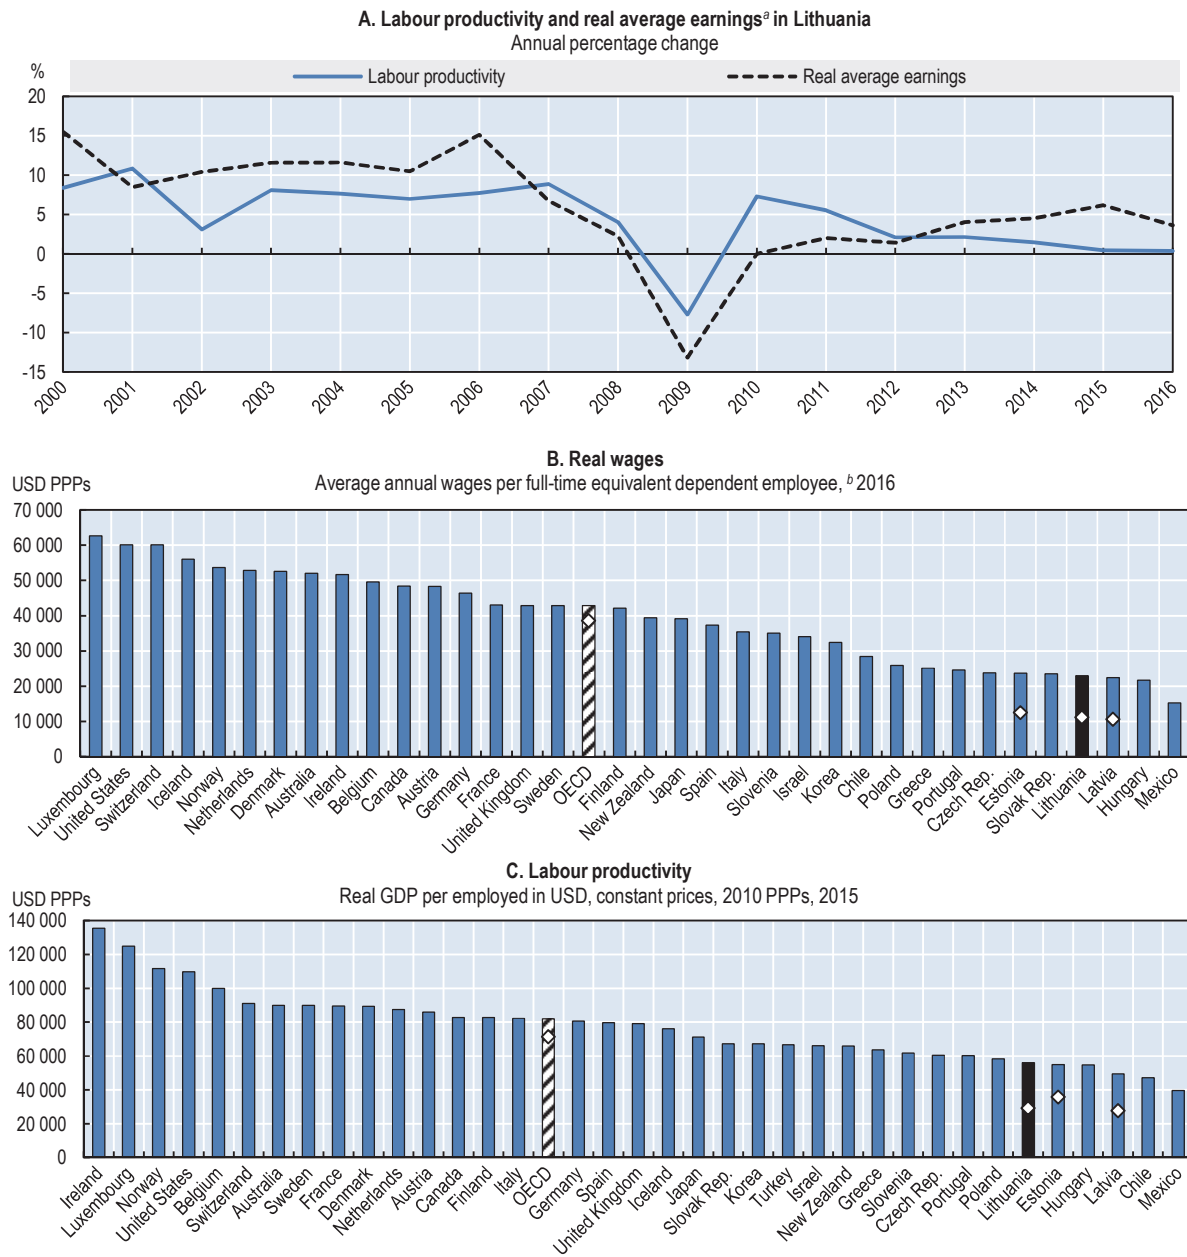 A. Labour productivity and real average earningsᵃ in Lithuania
Annual percentage change
%
Labour productivity
Real average earnings
20
15
10
5
0
-5
-10
-15
2000
2001
2002
2003
2004
2005
2006
2007
2008
2009
2010
2011
2012
2013
2014
2015
2016
B. Real wages
USD PPPs
Average annual wages per full-time equivalent dependent employee, ᵇ 2016
70 000
60 000
50 000
40 000
30 000
20 000
10 000
0
Luxembourg
United States
Switzerland
Iceland
Norway
Netherlands
Denmark
Australia
Ireland
Belgium
Canada
Austria
Germany
France
United Kingdom
Sweden
OECD
Finland
New Zealand
Japan
Spain
Italy
Slovenia
Israel
Korea
Chile
Poland
Greece
Portugal
Czech Rep.
Estonia
Slovak Rep.
Lithuania
Latvia
Hungary
Mexico
C. Labour productivity
USD PPPs
Real GDP per employed in USD, constant prices, 2010 PPPs, 2015
140 000
120 000
100 000
80 000
60 000
40 000
20 000
0
Ireland
Luxembourg
Norway
United States
Belgium
Switzerland
Australia
Sweden
France
Denmark
Netherlands
Austria
Canada
Finland
Italy
OECD
Germany
Spain
United Kingdom
Iceland
Japan
Slovak Rep.
Korea
Turkey
Israel
New Zealand
Greece
Slovenia
Czech Rep.
Portugal
Poland
Lithuania
Estonia
Hungary
Latvia
Chile
Mexico